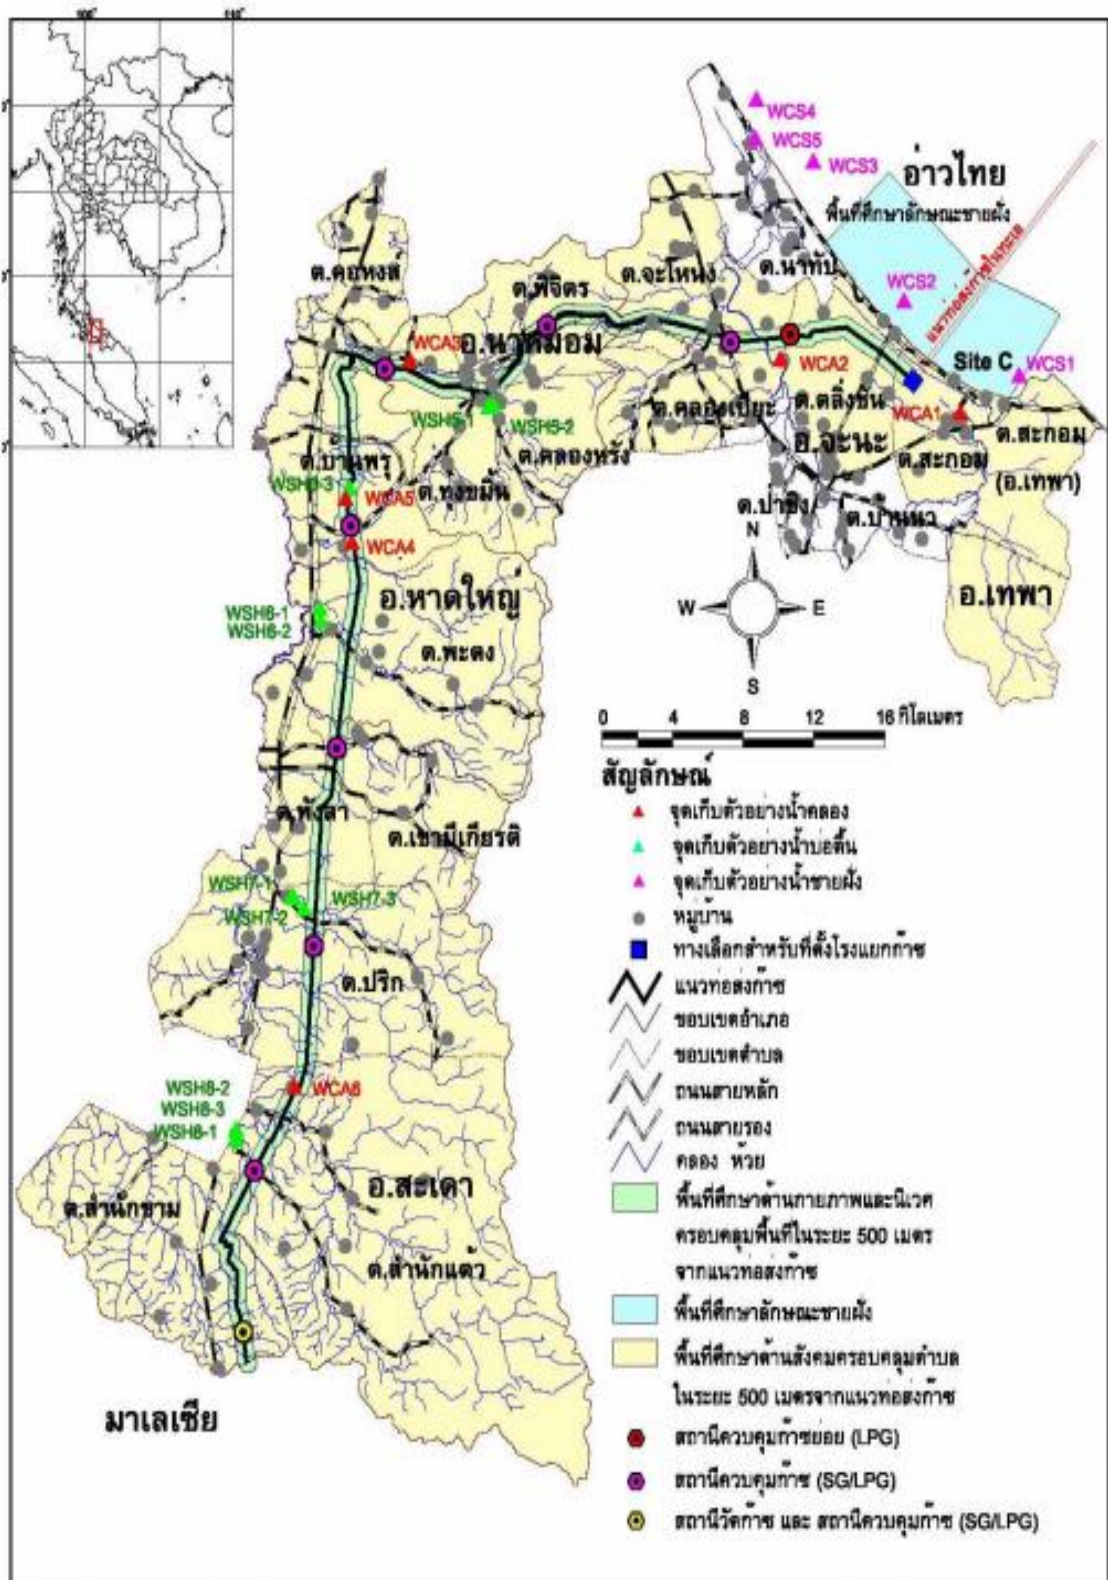 100°
110°
WCS4
WCS5
WCS3
อ่าวไทย
พื้นที่ศึกษาลักษณะชายฝั่ง
แนวท่อส่งก๊าซในทะเล
WCS2
Site C
WCS1
ต.คอหงส์
ต.พิจิตร
ต.จะโหนง
ต.นาทับ
WCA3
อ.นาหม่อม
WCA2
WCA1
ต.ตลิ่งชัน
ต.คลองเปียะ
อ.จะนะ
ต.สะกอม
ต.สะกอม
(อ.เทพา)
WSH5-1
WSH5-2
ต.คลองหรัง
ต.บ้านพรุ
ต.ทุ่งขมิ้น
WCA5
WCA4
ต.ป่าชิง
ต.บ้านนา
อ.เทพา
WSH6-1
WSH6-2
อ.หาดใหญ่
ต.พะตง
N
W
E
S
0 4 8 12 16 กิโลเมตร
ต.ทุ่งลา
ต.เขามีเกียรติ
WSH7-1
WSH7-2
WSH7-3
ต.ปริก
WSH8-2
WSH8-3
WSH8-1
WCA6
อ.สะเดา
ต.สำนักขาม
ต.สำนักแต้ว
มาเลเซีย
สัญลักษณ์
จุดเก็บตัวอย่างน้ำคลอง
จุดเก็บตัวอย่างน้ำบ่อตื้น
จุดเก็บตัวอย่างน้ำชายฝั่ง
หมู่บ้าน
ทางเลือกสำหรับที่ตั้งโรงแยกก๊าซ
แนวท่อส่งก๊าซ
ขอบเขตอำเภอ
ขอบเขตตำบล
ถนนสายหลัก
ถนนสายรอง
คลอง ห้วย
พื้นที่ศึกษาด้านกายภาพและนิเวศ
ครอบคลุมพื้นที่ในระยะ 500 เมตร
จากแนวท่อส่งก๊าซ
พื้นที่ศึกษาลักษณะชายฝั่ง
พื้นที่ศึกษาด้านสังคมครอบคลุมตำบล
ในระยะ 500 เมตรจากแนวท่อส่งก๊าซ
สถานีควบคุมก๊าซย่อย (LPG)
สถานีควบคุมก๊าซ (SG/LPG)
สถานีวัดก๊าซ และ สถานีควบคุมก๊าซ (SG/LPG)